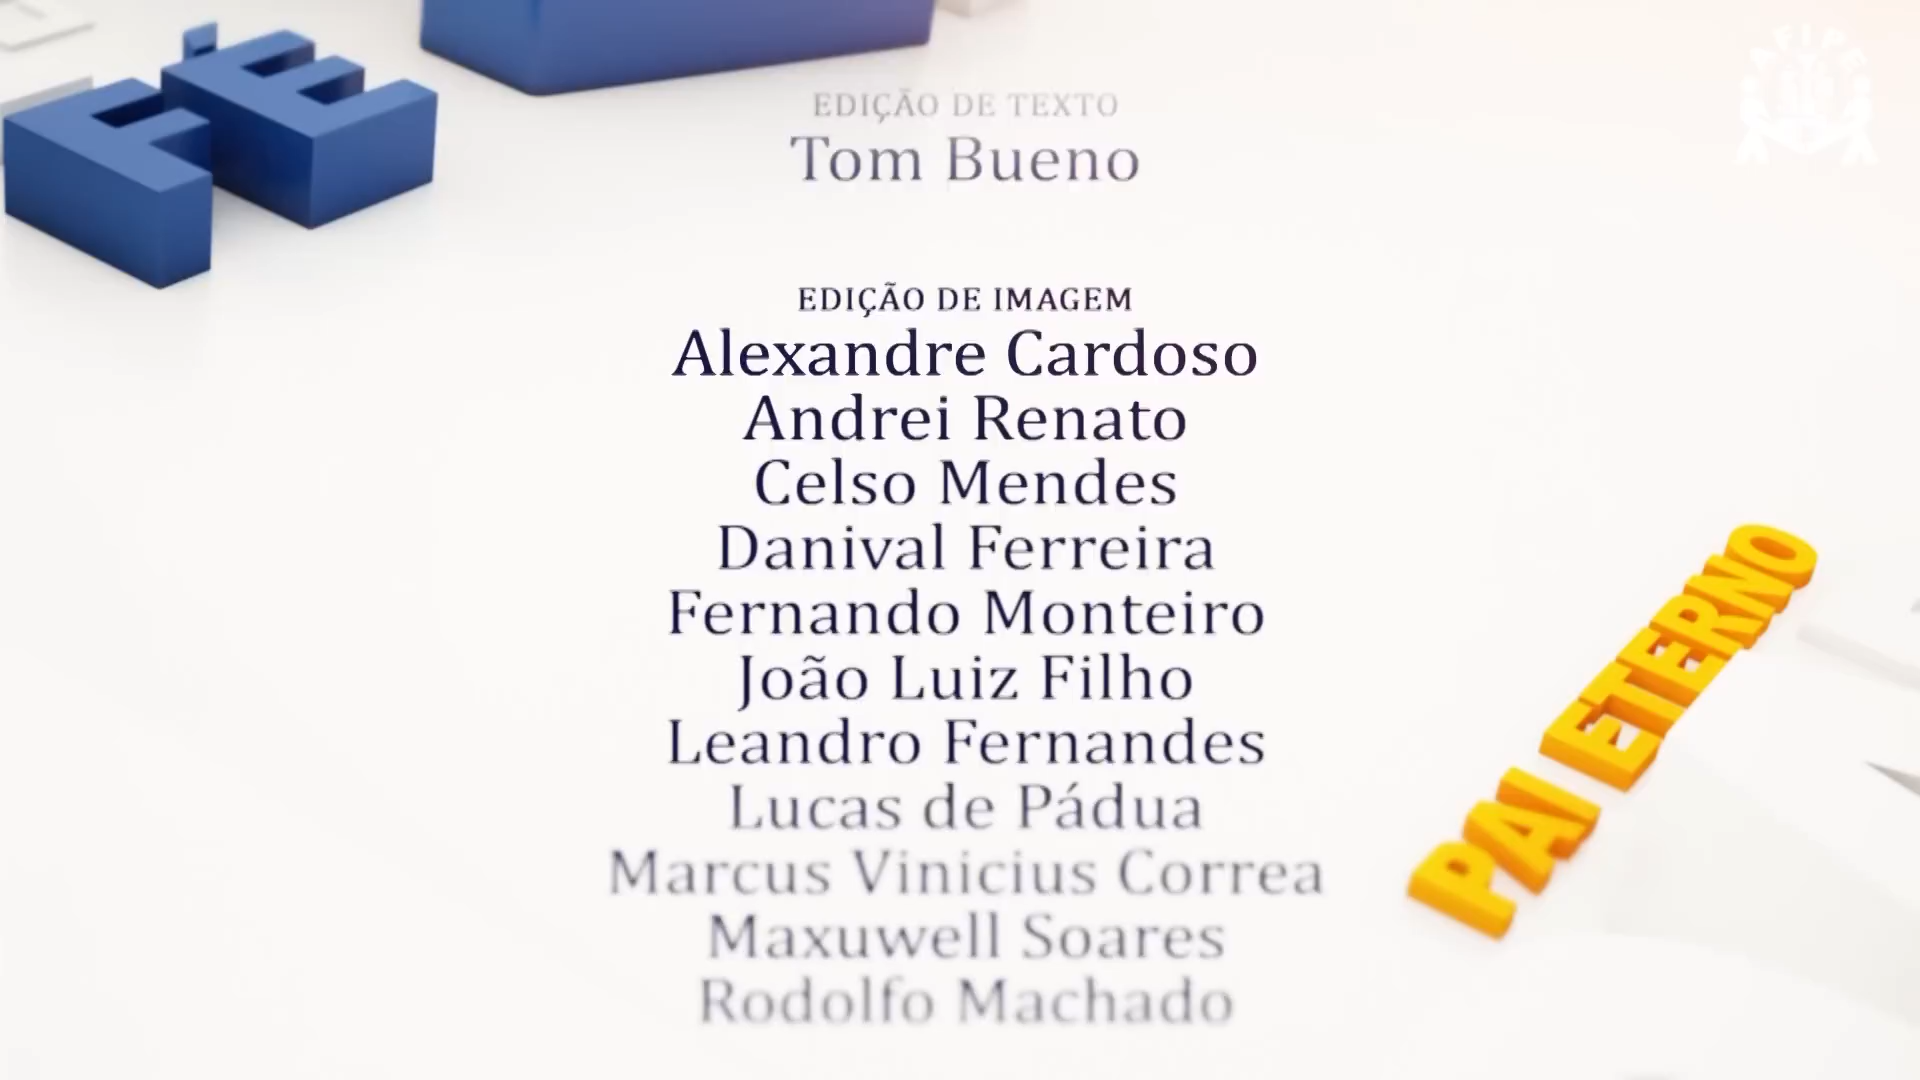 FÉ
AFIPE
EDIÇÃO DE TEXTO
Tom Bueno
EDIÇÃO DE IMAGEM
Alexandre Cardoso
Andrei Renato
Celso Mendes
Danival Ferreira
Fernando Monteiro
João Luiz Filho
Leandro Fernandes
Lucas de Pádua
Marcus Vinicius Correa
Maxuwell Soares
Rodolfo Machado
PAI ETERNO